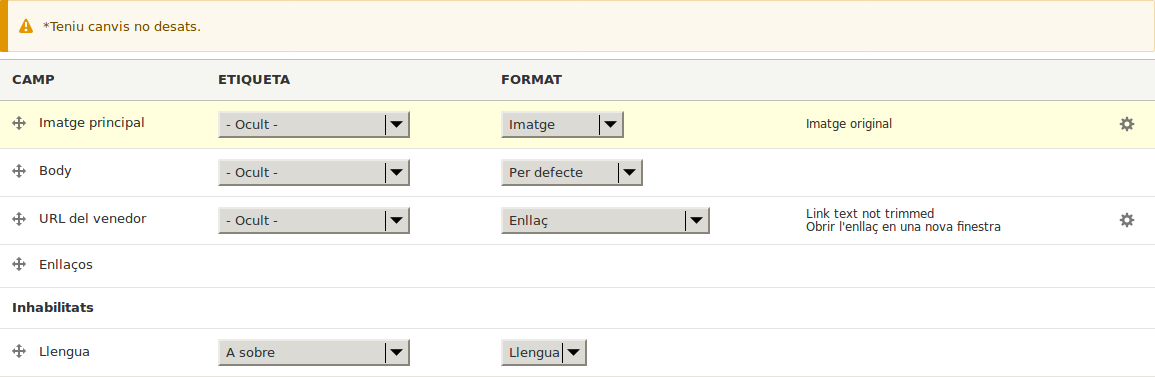 *Teniu canvis no desats.
CAMP ETIQUETA FORMAT
Imatge principal - Ocult - Imatge Imatge original
Body - Ocult - Per defecte
URL del venedor - Ocult - Enllaç Link text not trimmed
Obrir l'enllaç en una nova finestra
Enllaços
Inhabilitats
Llengua A sobre Llengua